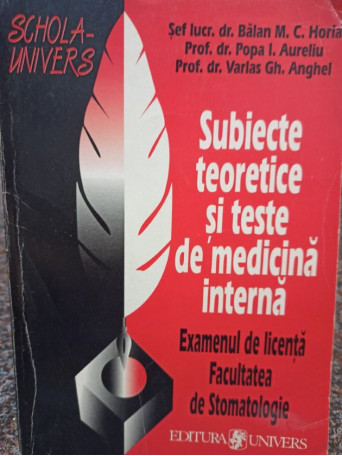 SCHOLA-
UNIVERS
Șef lucr. dr. Bălan M. C. Horia
Prof. dr. Popa I. Aureliu
Prof. dr. Varlas Gh. Anghel
Subiecte
teoretice
și teste
de medicină
internă
Examenul de licență
Facultatea
de Stomatologie
EDITURA UNIVERS